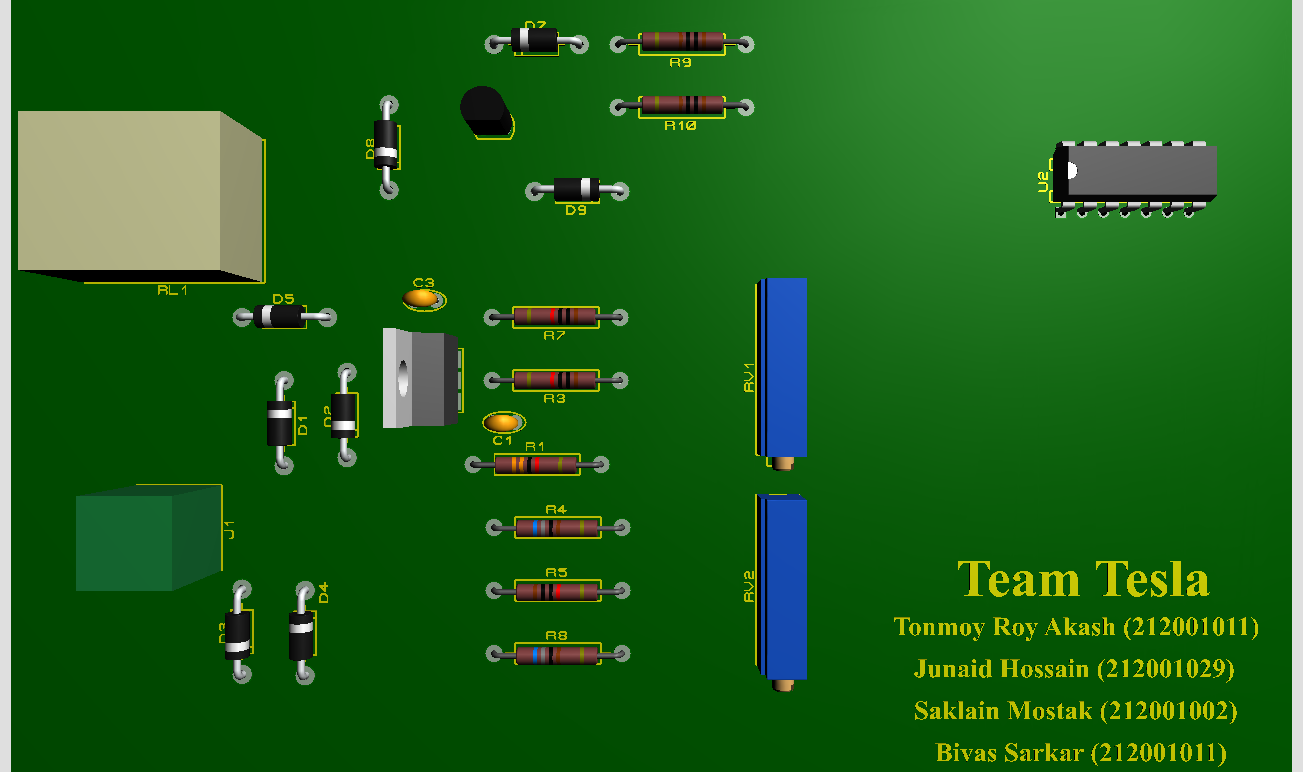 D7
R9
R10
D8
D9
U2
RL1
C3
D5
R7
RV1
R3
D1
D2
C1
R1
R4
J1
R5
RV2
D4
D3
R8
Team Tesla
Tonmoy Roy Akash (212001011)
Junaid Hossain (212001029)
Saklain Mostak (212001002)
Bivas Sarkar (212001011)